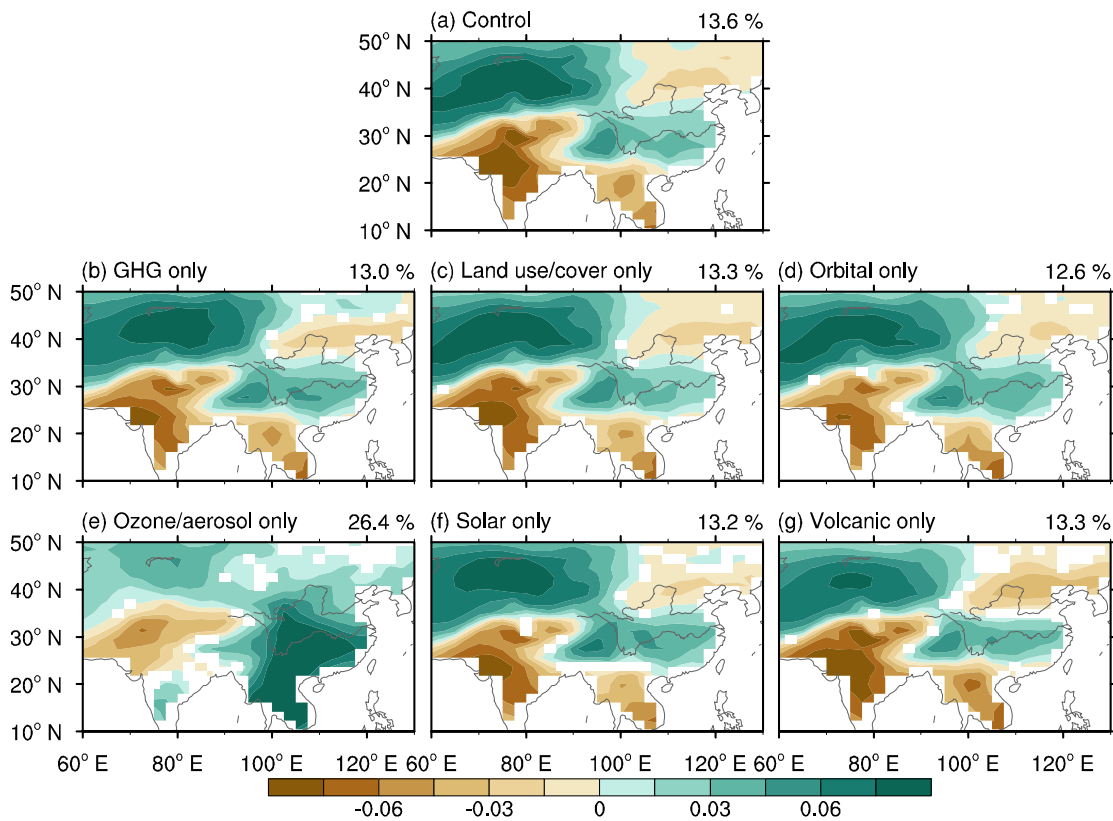 (a) Control 13.6 %
50° N
40° N
30° N
20° N
10° N
(b) GHG only 13.0 %
(c) Land use/cover only 13.3 %
(d) Orbital only 12.6 %
50° N
40° N
30° N
20° N
10° N
(e) Ozone/aerosol only 26.4 %
(f) Solar only 13.2 %
(g) Volcanic only 13.3 %
50° N
40° N
30° N
20° N
10° N
60° E 80° E 100° E 120° E 60° E 80° E 100° E 120° E 60° E 80° E 100° E 120° E
-0.06 -0.03 0 0.03 0.06